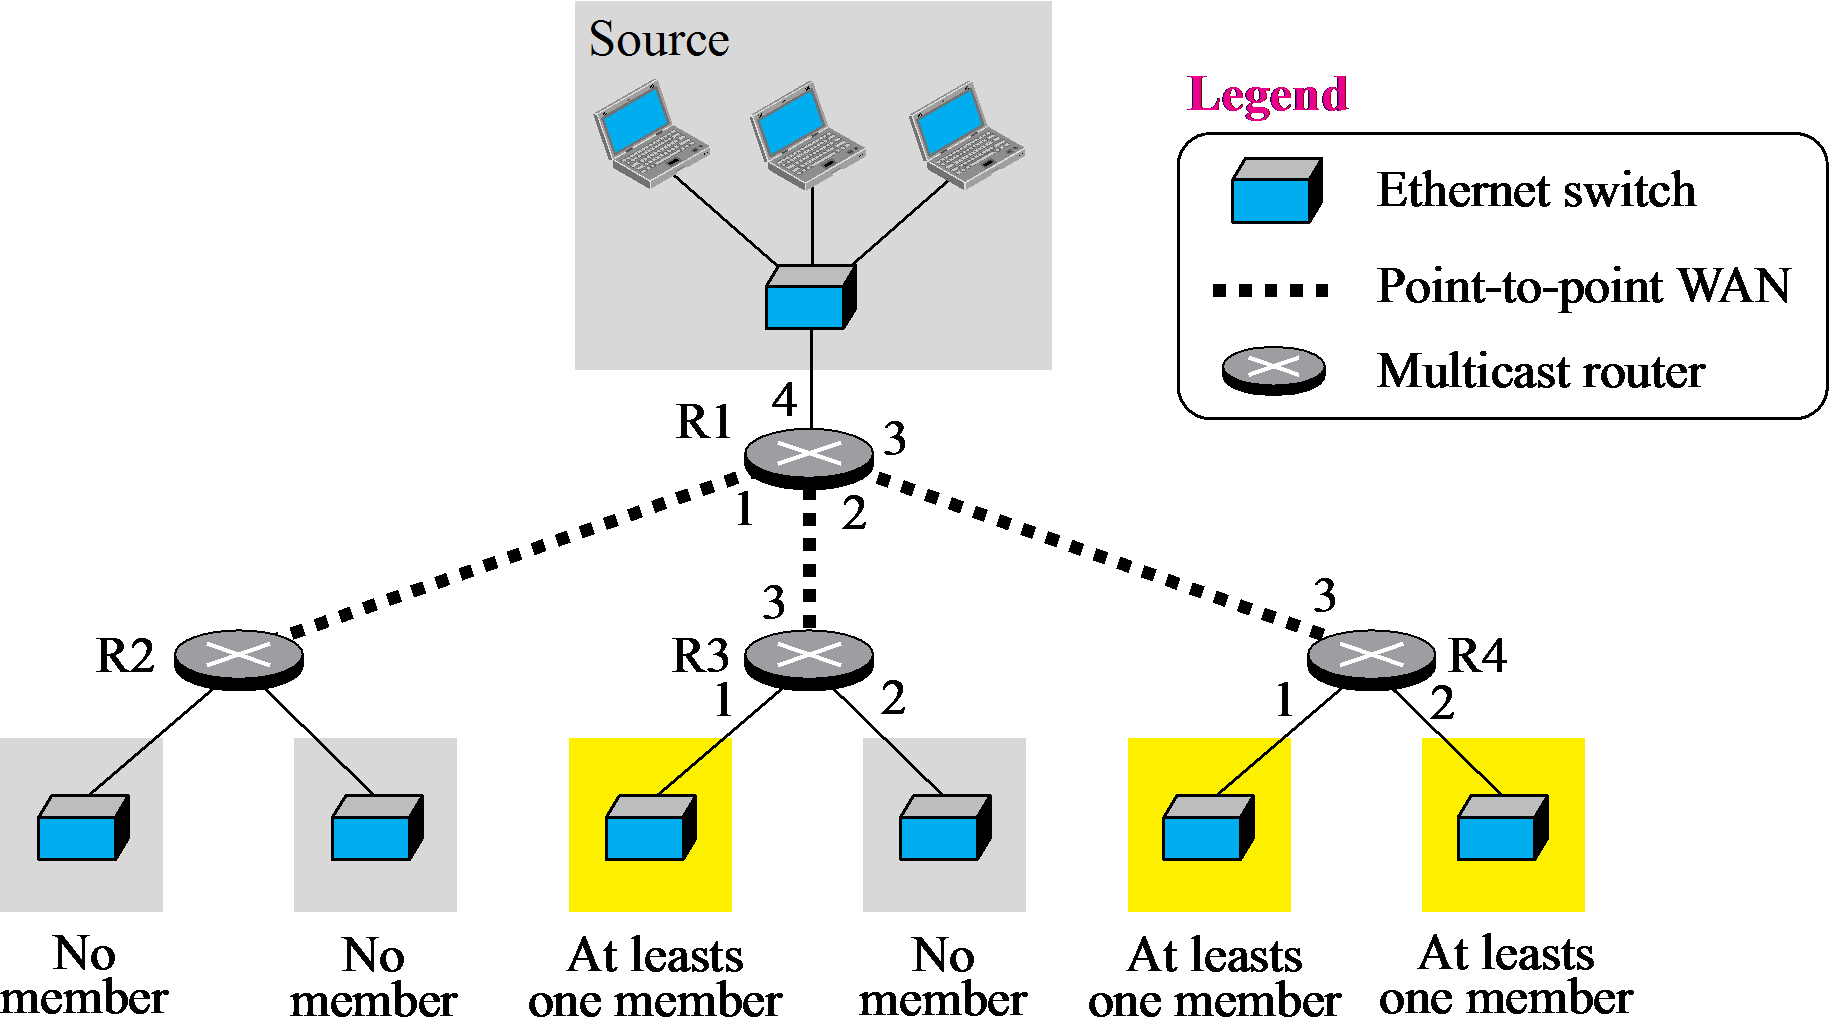 Source
Legend
Ethernet switch
Point-to-point WAN
Multicast router
4
R1
3
1
2
3
3
R2
R3
R4
1
2
1
2
No
member
No
member
At leasts
one member
No
member
At leasts
one member
At leasts
one member